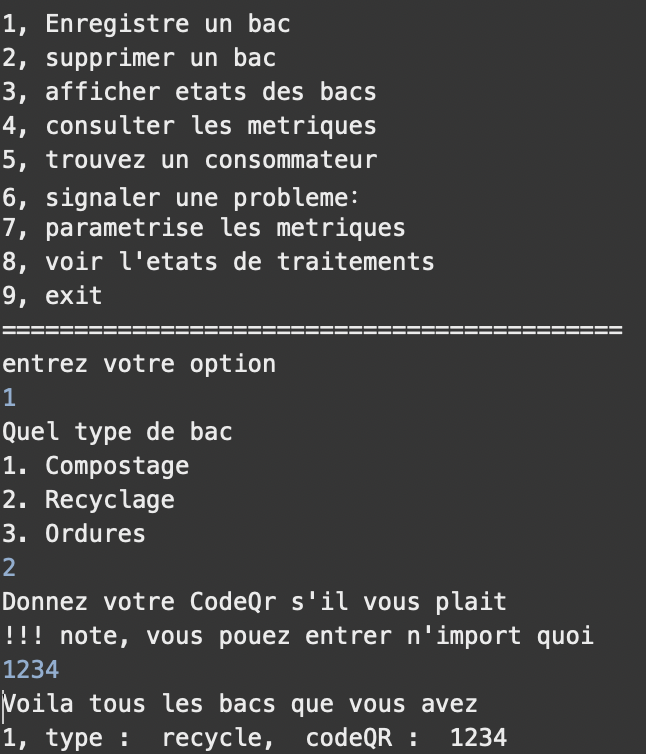 1, Enregistre un bac
2, supprimer un bac
3, afficher etats des bacs
4, consulter les metriques
5, trouvez un consommateur
6, signaler une probleme：
7, parametrise les metriques
8, voir l'etats de traitements
9, exit
===========================================
entrez votre option
1
Quel type de bac
1. Compostage
2. Recyclage
3. Ordures
2
Donnez votre CodeQr s'il vous plait
!!! note, vous pouez entrer n'import quoi
1234
Voila tous les bacs que vous avez
1, type :  recycle,  codeQR :  1234